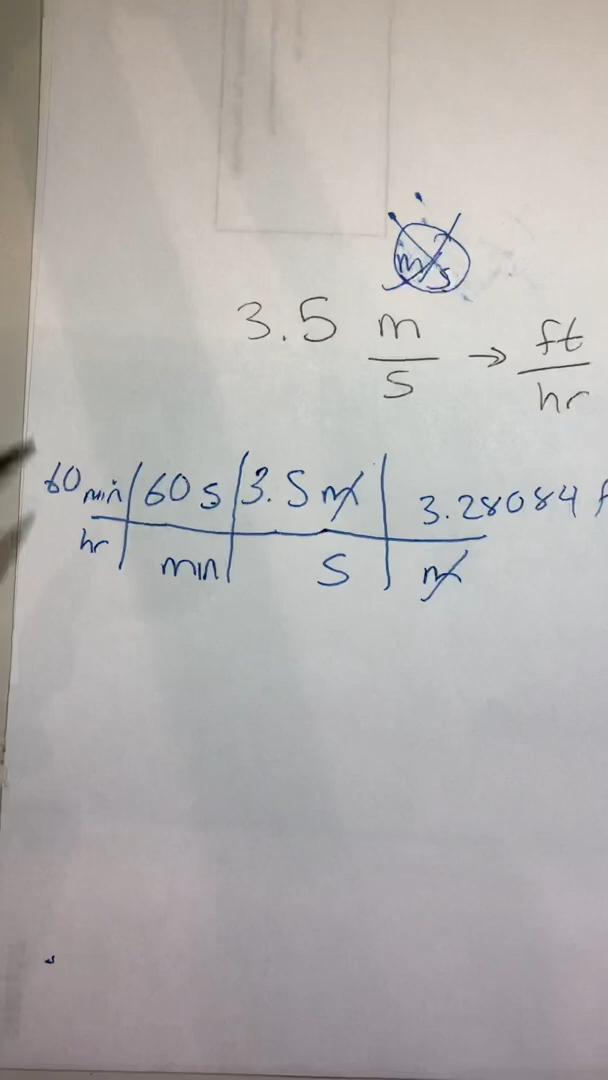 m/s
3.5 m/s → ft/hr
60 min | 60 s | 3.5 m | 3.28084 f
hr | min | s | m